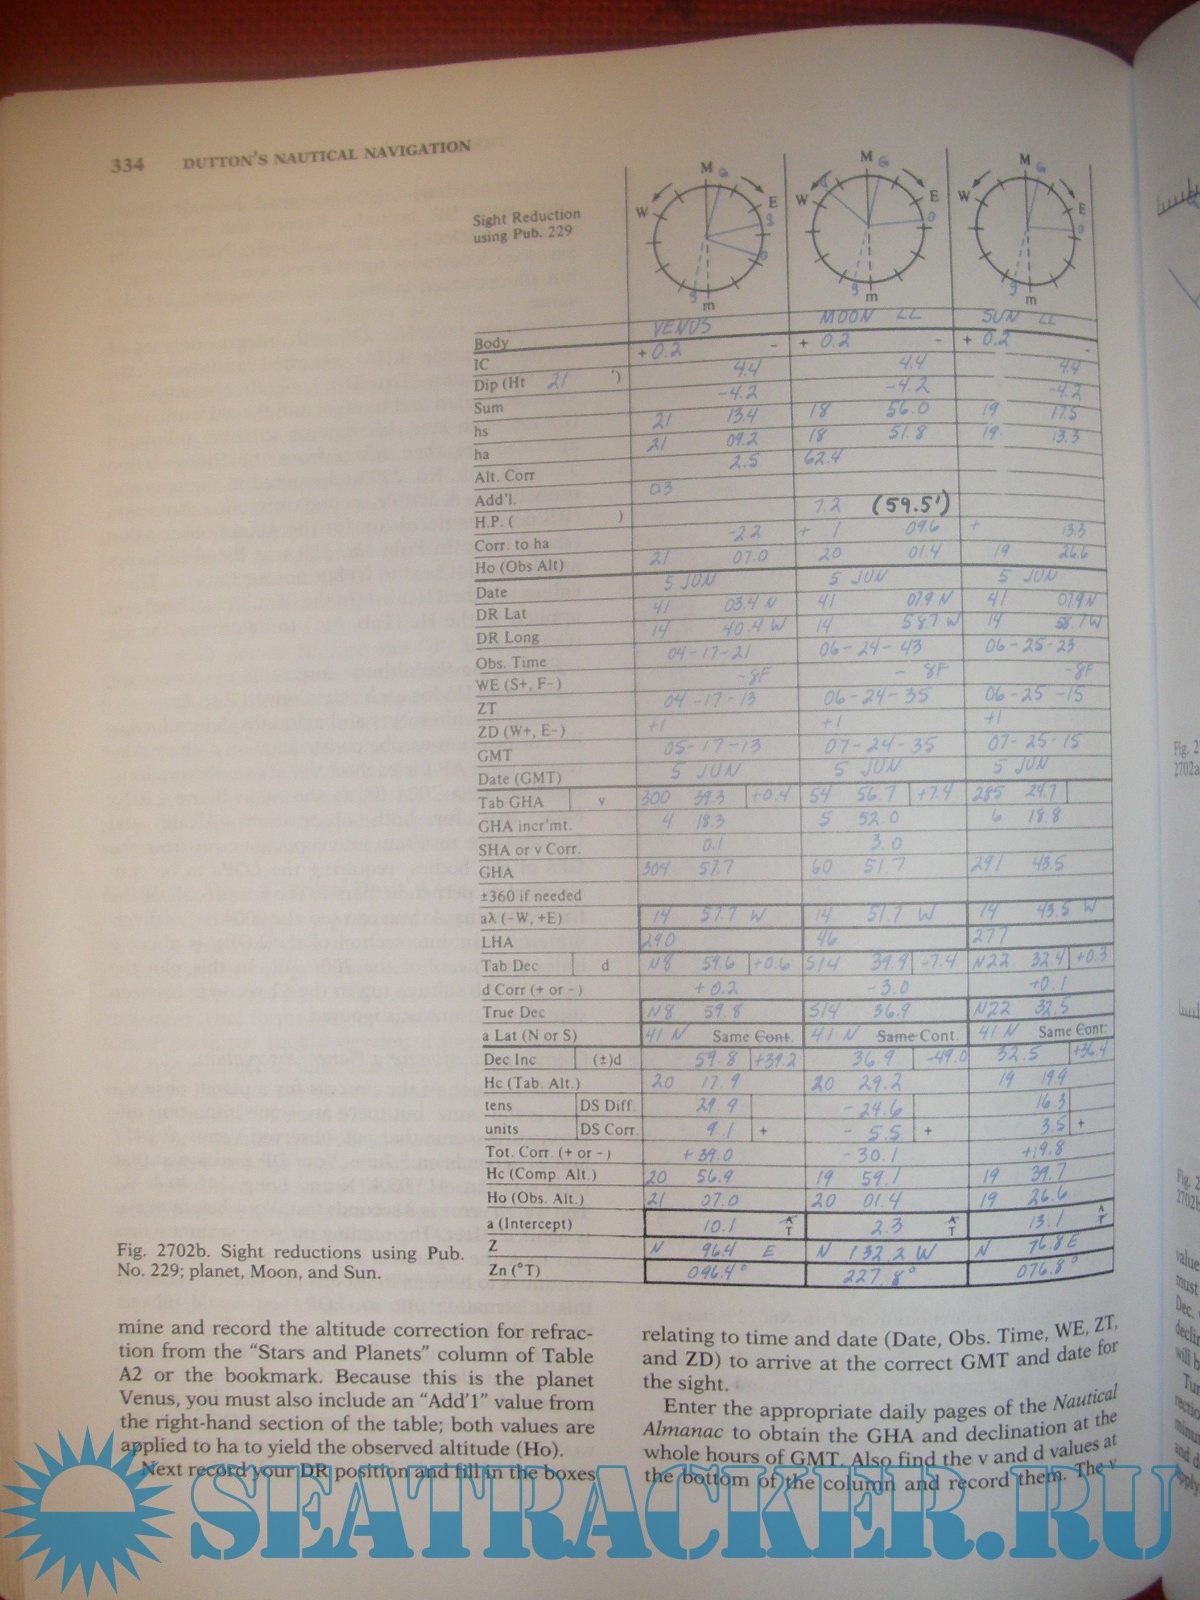 334 DUTTON'S NAUTICAL NAVIGATION
Sight Reduction
using Pub. 229
M G W E m
M G W E m
M G W E m
Body VENUS MOON LL SUN LL
IC + 0.2 - + 0.2 - + 0.2 -
Dip (Ht 21 ') 4.4 4.4 4.4
Sum -4.2 -4.2 -4.2
hs 21 13.4 18 56.0 19 17.5
ha 21 09.2 18 51.8 19 13.3
Alt. Corr 2.5 62.4
Add'l. 03
H.P. ( ) 7.2 (59.5')
Corr. to ha -2.2 + 1 09.6 + 13.3
Ho (Obs Alt) 21 07.0 20 01.4 19 26.6
Date 5 JUN 5 JUN 5 JUN
DR Lat 41 03.4 N 41 07.9 N 41 07.9 N
DR Long 14 40.4 W 14 58.7 W 14 58.7 W
Obs. Time 04-17-21 06-24-43 06-25-23
WE (S+, F-) -8F -8F -8F
ZT 04-17-13 06-24-35 06-25-15
ZD (W+, E-) +1 +1 +1
GMT 05-17-13 07-24-35 07-25-15
Date (GMT) 5 JUN 5 JUN 5 JUN
Tab GHA v 300 39.3 +0.4 54 56.7 +7.4 285 24.7
GHA incr'mt. 4 18.3 5 52.0 6 18.8
SHA or v Corr. 0.1 3.0
GHA 304 57.7 60 51.7 291 43.5
±360 if needed
aλ (-W, +E) 14 57.7 W 14 51.7 W 14 43.5 W
LHA 290 46 277
Tab Dec d N8 59.6 +0.6 S14 39.9 -7.4 N22 32.4 +0.3
d Corr (+ or -) +0.2 -3.0 +0.1
True Dec N8 59.8 S14 36.9 N22 32.5
a Lat (N or S) 41 N Same Cont. 41 N Same Cont. 41 N Same Cont.
Dec Inc (±)d 59.8 +39.2 36.9 -49.0 32.5 +36.4
Hc (Tab. Alt.) 20 17.9 20 29.2 19 19.9
tens DS Diff. 29.9 -24.6 16.3
units DS Corr. 9.1 + - 5.5 + 3.5 +
Tot. Corr. (+ or -) +39.0 -30.1 +19.8
Hc (Comp. Alt.) 20 56.9 19 59.1 19 39.7
Ho (Obs. Alt.) 21 07.0 20 01.4 19 26.6
a (Intercept) 10.1 A T 2.3 A T 13.1 A T
Z N 96.4 E N 132.2 W N 76.8 E
Zn (°T) 096.4° 227.8° 076.8°
Fig. 2702b. Sight reductions using Pub.
No. 229; planet, Moon, and Sun.
mine and record the altitude correction for refrac-
tion from the "Stars and Planets" column of Table
A2 or the bookmark. Because this is the planet
Venus, you must also include an "Add'l" value from
the right-hand section of the table; both values are
applied to ha to yield the observed altitude (Ho).
Next record your DR position and fill in the boxes
relating to time and date (Date, Obs. Time, WE, ZT,
and ZD) to arrive at the correct GMT and date for
the sight.
Enter the appropriate daily pages of the Nautical
Almanac to obtain the GHA and declination at the
whole hours of GMT. Also find the v and d values at
the bottom of the column and record them. The v
SEATRACKER.RU